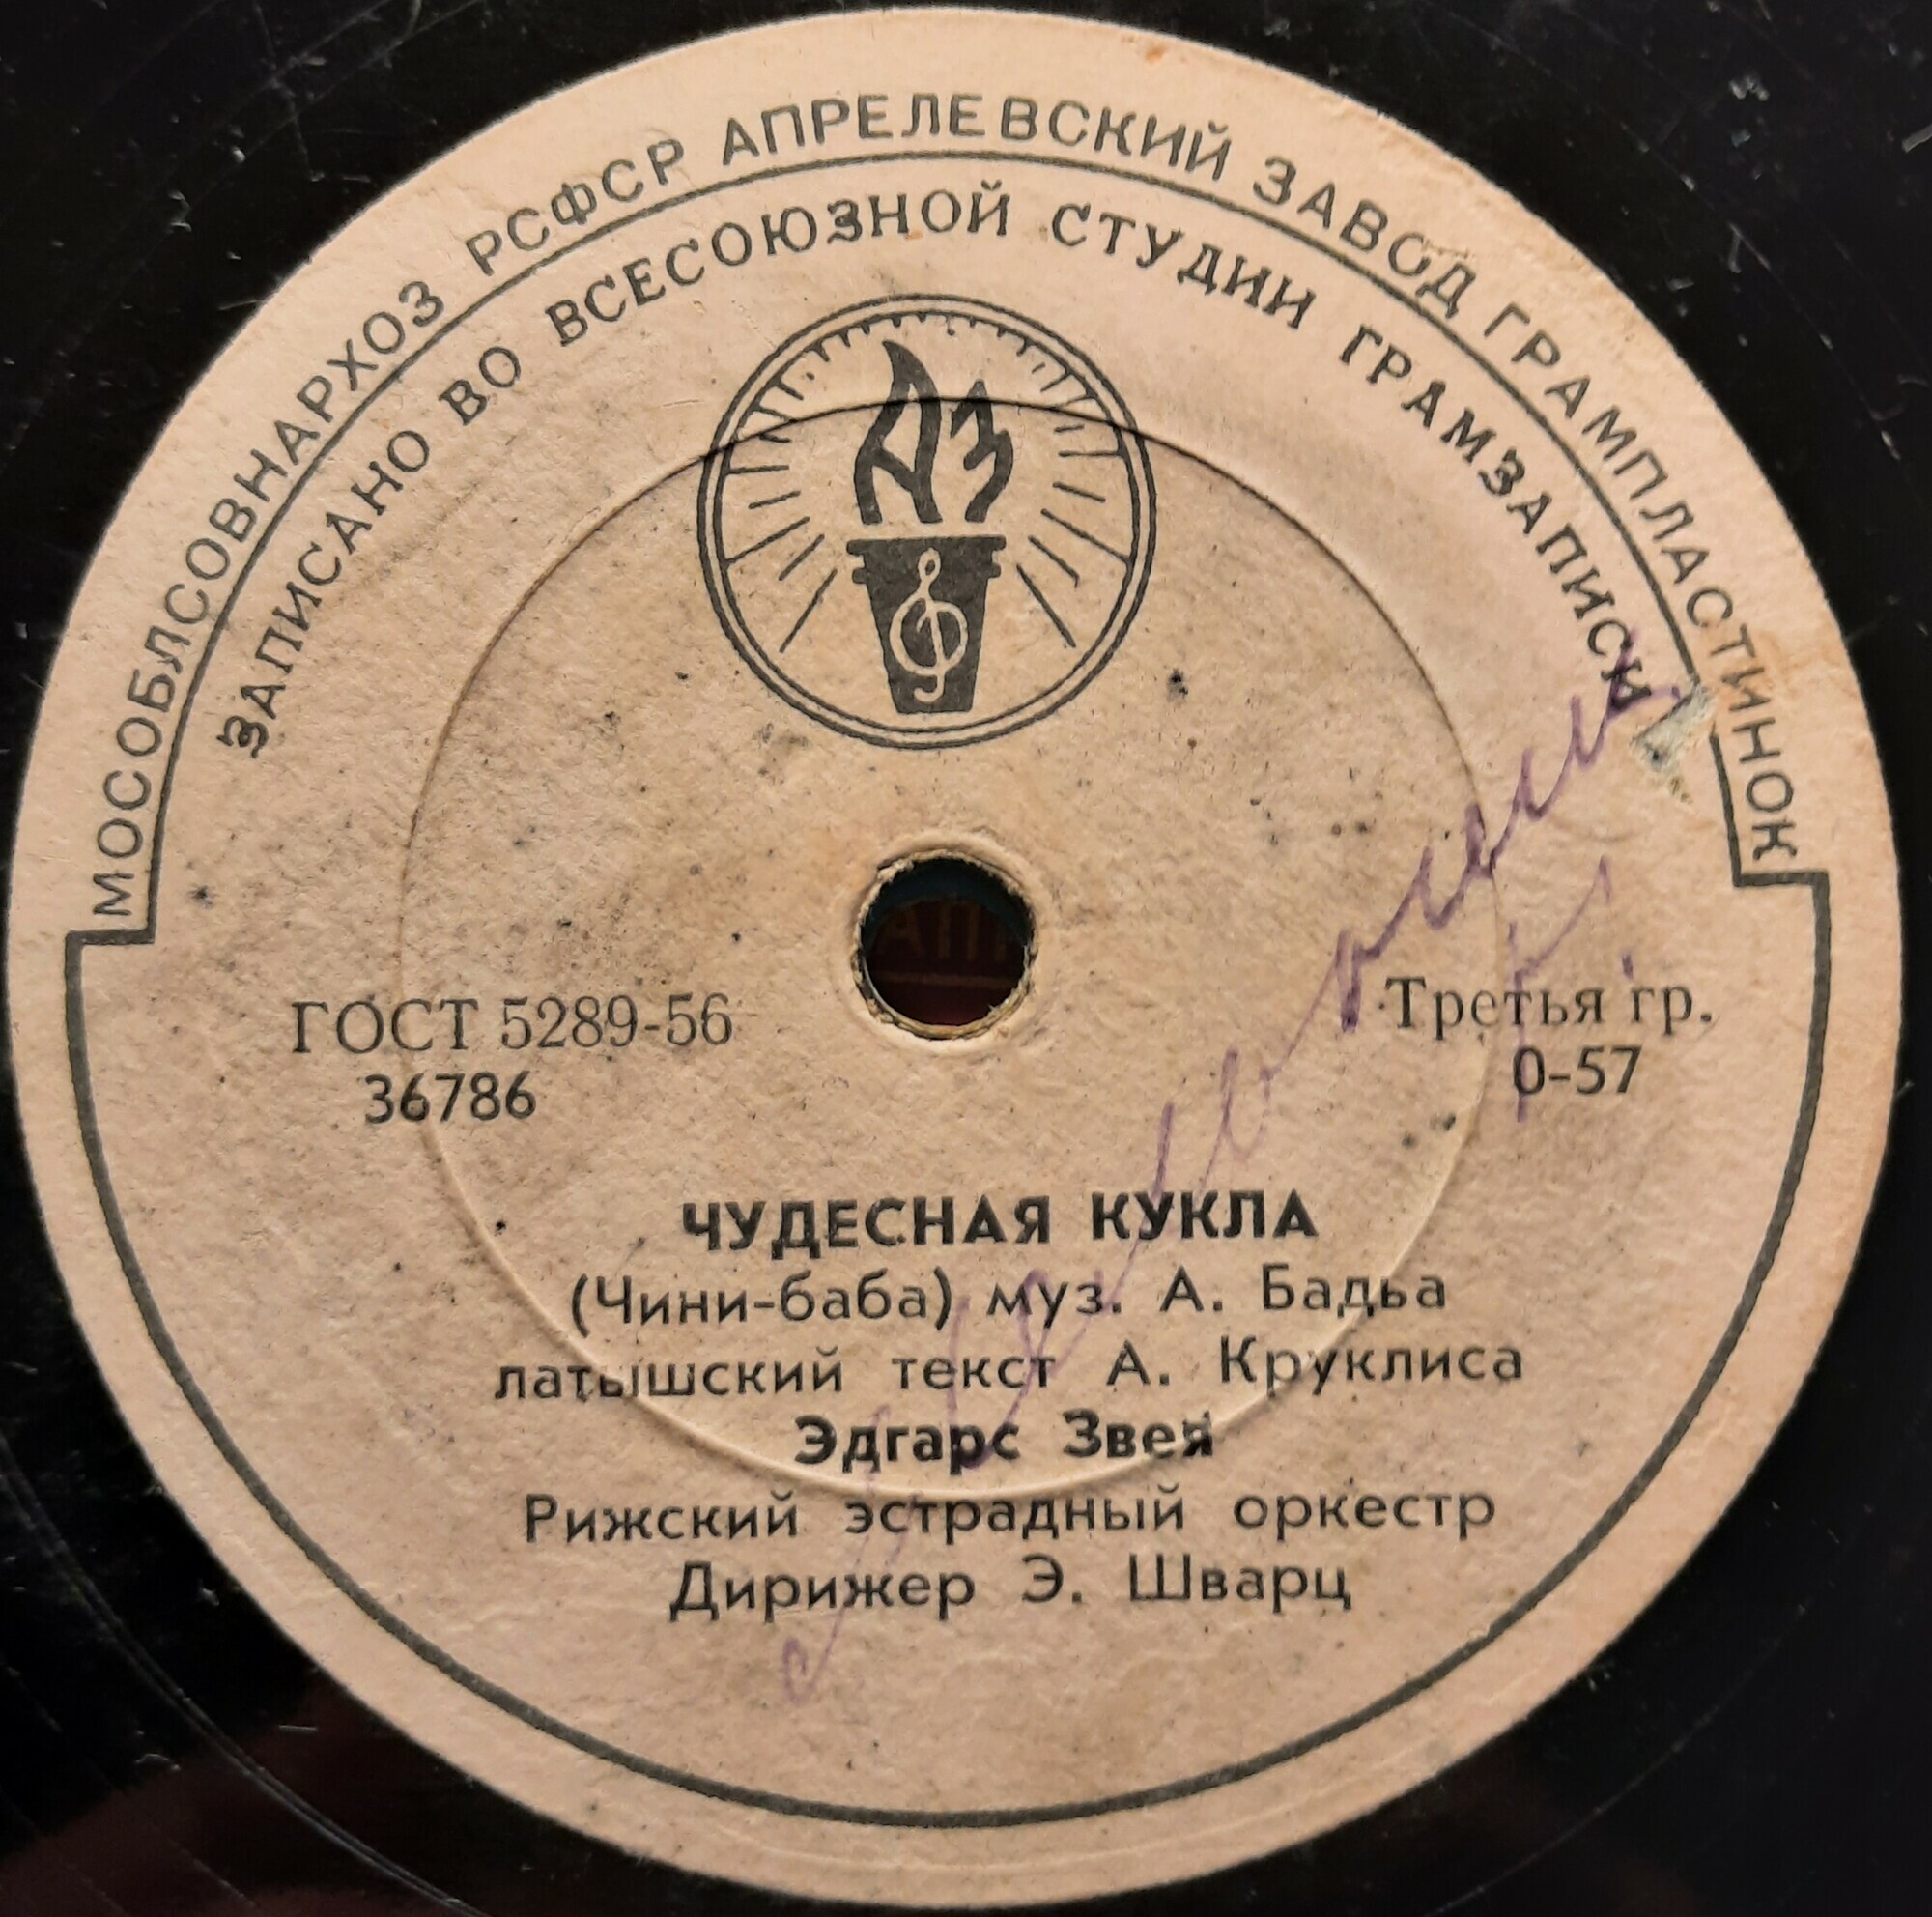 МОСОБЛСОВНАРХОЗ РСФСР АПРЕЛЕВСКИЙ ЗАВОД ГРАМПЛАСТИНОК
ЗАПИСАНО ВО ВСЕСОЮЗНОЙ СТУДИИ ГРАМЗАПИСИ
АЗ
ГОСТ 5289-56
36786
Третья гр.
0-57
ЧУДЕСНАЯ КУКЛА
(Чини-баба) муз. А. Бадьа
латышский текст А. Круклиса
Эдгарс Звея
Рижский эстрадный оркестр
Дирижер Э. Шварц